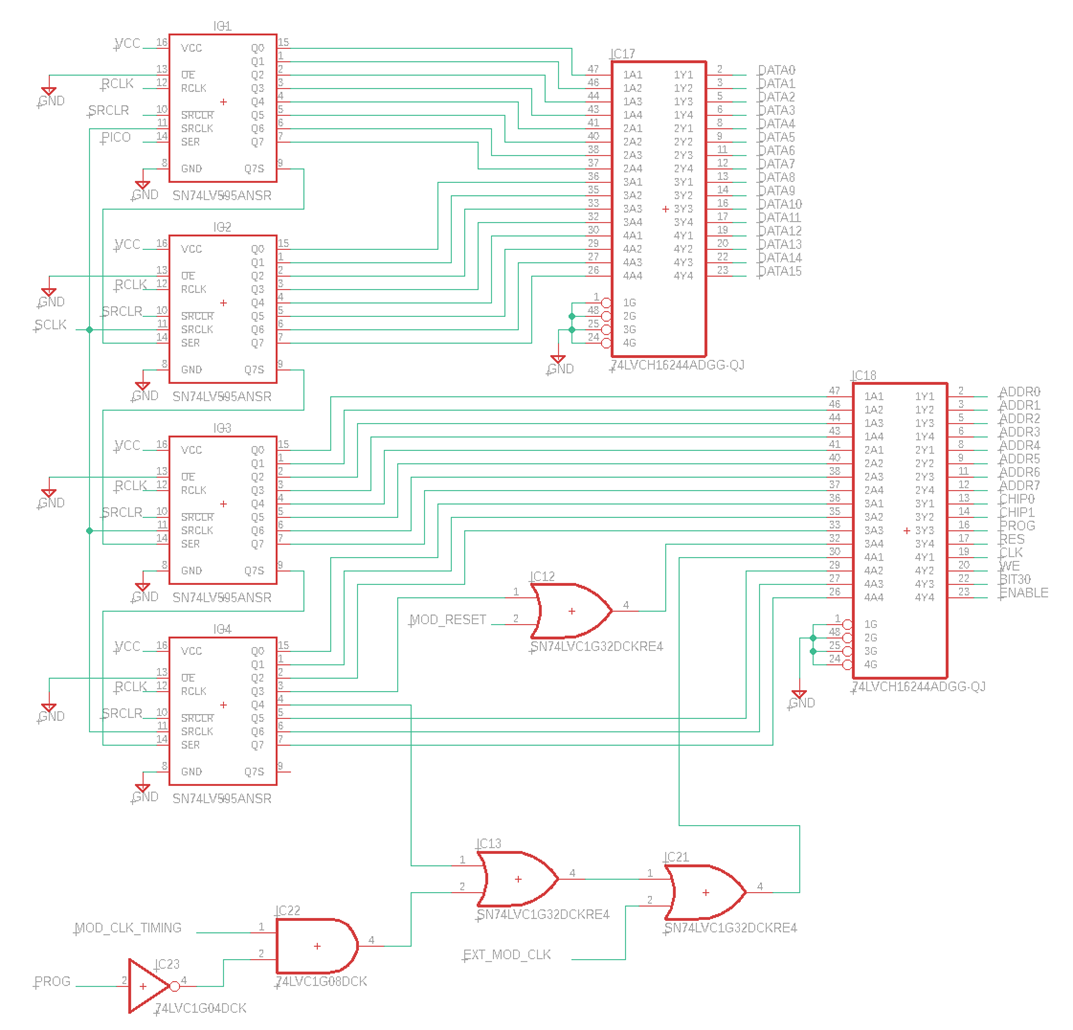 IC1
VCC 16 VCC Q0 15
Q1 1
13 OE Q2 2
GND RCLK 12 RCLK Q3 3
Q4 4
SRCLR 10 SRCLR Q5 5
11 SRCLK Q6 6
PICO 14 SER Q7 7
8 GND Q7S 9
GND SN74LV595ANSR
IC17
47 1A1 1Y1 2 DATA0
46 1A2 1Y2 3 DATA1
44 1A3 1Y3 5 DATA2
43 1A4 1Y4 6 DATA3
41 2A1 2Y1 8 DATA4
40 2A2 2Y2 9 DATA5
38 2A3 2Y3 11 DATA6
37 2A4 2Y4 12 DATA7
36 3A1 3Y1 13 DATA8
35 3A2 3Y2 14 DATA9
33 3A3 3Y3 16 DATA10
32 3A4 3Y4 17 DATA11
30 4A1 4Y1 19 DATA12
29 4A2 4Y2 20 DATA13
27 4A3 4Y3 22 DATA14
26 4A4 4Y4 23 DATA15
1 1G
48 2G
25 3G
24 4G
GND 74LVCH16244ADGG-QJ
IC2
VCC 16 VCC Q0 15
Q1 1
13 OE Q2 2
GND RCLK 12 RCLK Q3 3
Q4 4
SRCLR 10 SRCLR Q5 5
SCLK 11 SRCLK Q6 6
14 SER Q7 7
8 GND Q7S 9
GND SN74LV595ANSR
IC18
47 1A1 1Y1 2 ADDR0
46 1A2 1Y2 3 ADDR1
44 1A3 1Y3 5 ADDR2
43 1A4 1Y4 6 ADDR3
41 2A1 2Y1 8 ADDR4
40 2A2 2Y2 9 ADDR5
38 2A3 2Y3 11 ADDR6
37 2A4 2Y4 12 ADDR7
36 3A1 3Y1 13 CHIP0
35 3A2 3Y2 14 CHIP1
33 3A3 3Y3 16 PROG
32 3A4 3Y4 17 RES
30 4A1 4Y1 19 CLK
29 4A2 4Y2 20 WE
27 4A3 4Y3 22 BIT30
26 4A4 4Y4 23 ENABLE
1 1G
48 2G
25 3G
24 4G
GND 74LVCH16244ADGG-QJ
IC3
VCC 16 VCC Q0 15
Q1 1
13 OE Q2 2
GND RCLK 12 RCLK Q3 3
Q4 4
SRCLR 10 SRCLR Q5 5
11 SRCLK Q6 6
14 SER Q7 7
8 GND Q7S 9
GND SN74LV595ANSR
IC12
1 4
MOD_RESET 2
SN74LVC1G32DCKRE4
IC4
VCC 16 VCC Q0 15
Q1 1
13 OE Q2 2
GND RCLK 12 RCLK Q3 3
Q4 4
SRCLR 10 SRCLR Q5 5
11 SRCLK Q6 6
14 SER Q7 7
8 GND Q7S 9
GND SN74LV595ANSR
IC13
1 4
2
SN74LVC1G32DCKRE4
IC21
1 4
2
SN74LVC1G32DCKRE4
EXT_MOD_CLK
IC22
MOD_CLK_TIMING 1 4
2
74LVC1G08DCK
IC23
PROG 2 4
74LVC1G04DCK